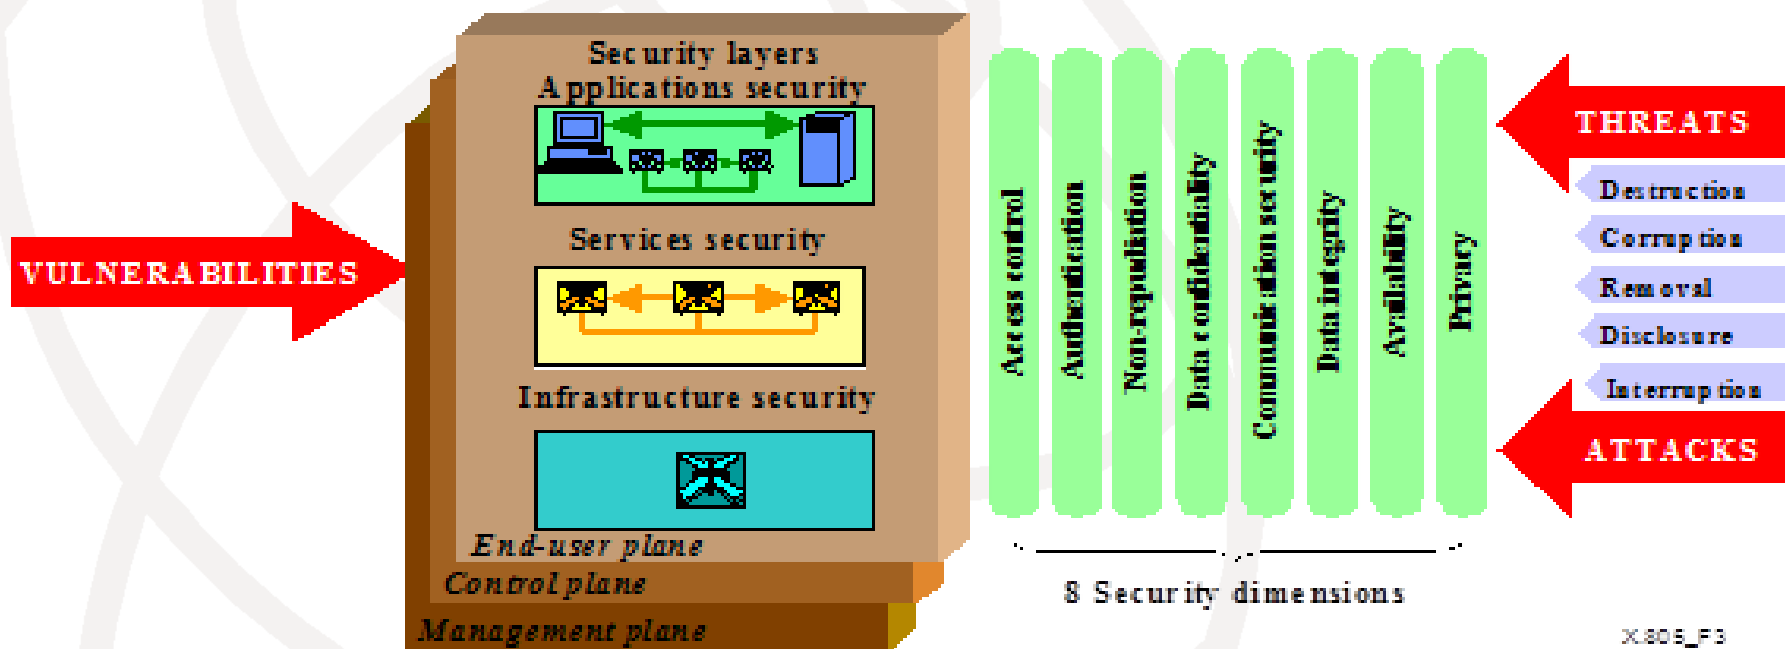 Security layers
Applications security
Services security
Infrastructure security
End-user plane
Control plane
Management plane
VULNERABILITIES
Access control
Authentication
Non-repudiation
Data confidentiality
Communication security
Data integrity
Availability
Privacy
8 Security dimensions
THREATS
Destruction
Corruption
Removal
Disclosure
Interruption
ATTACKS
X.805_F3